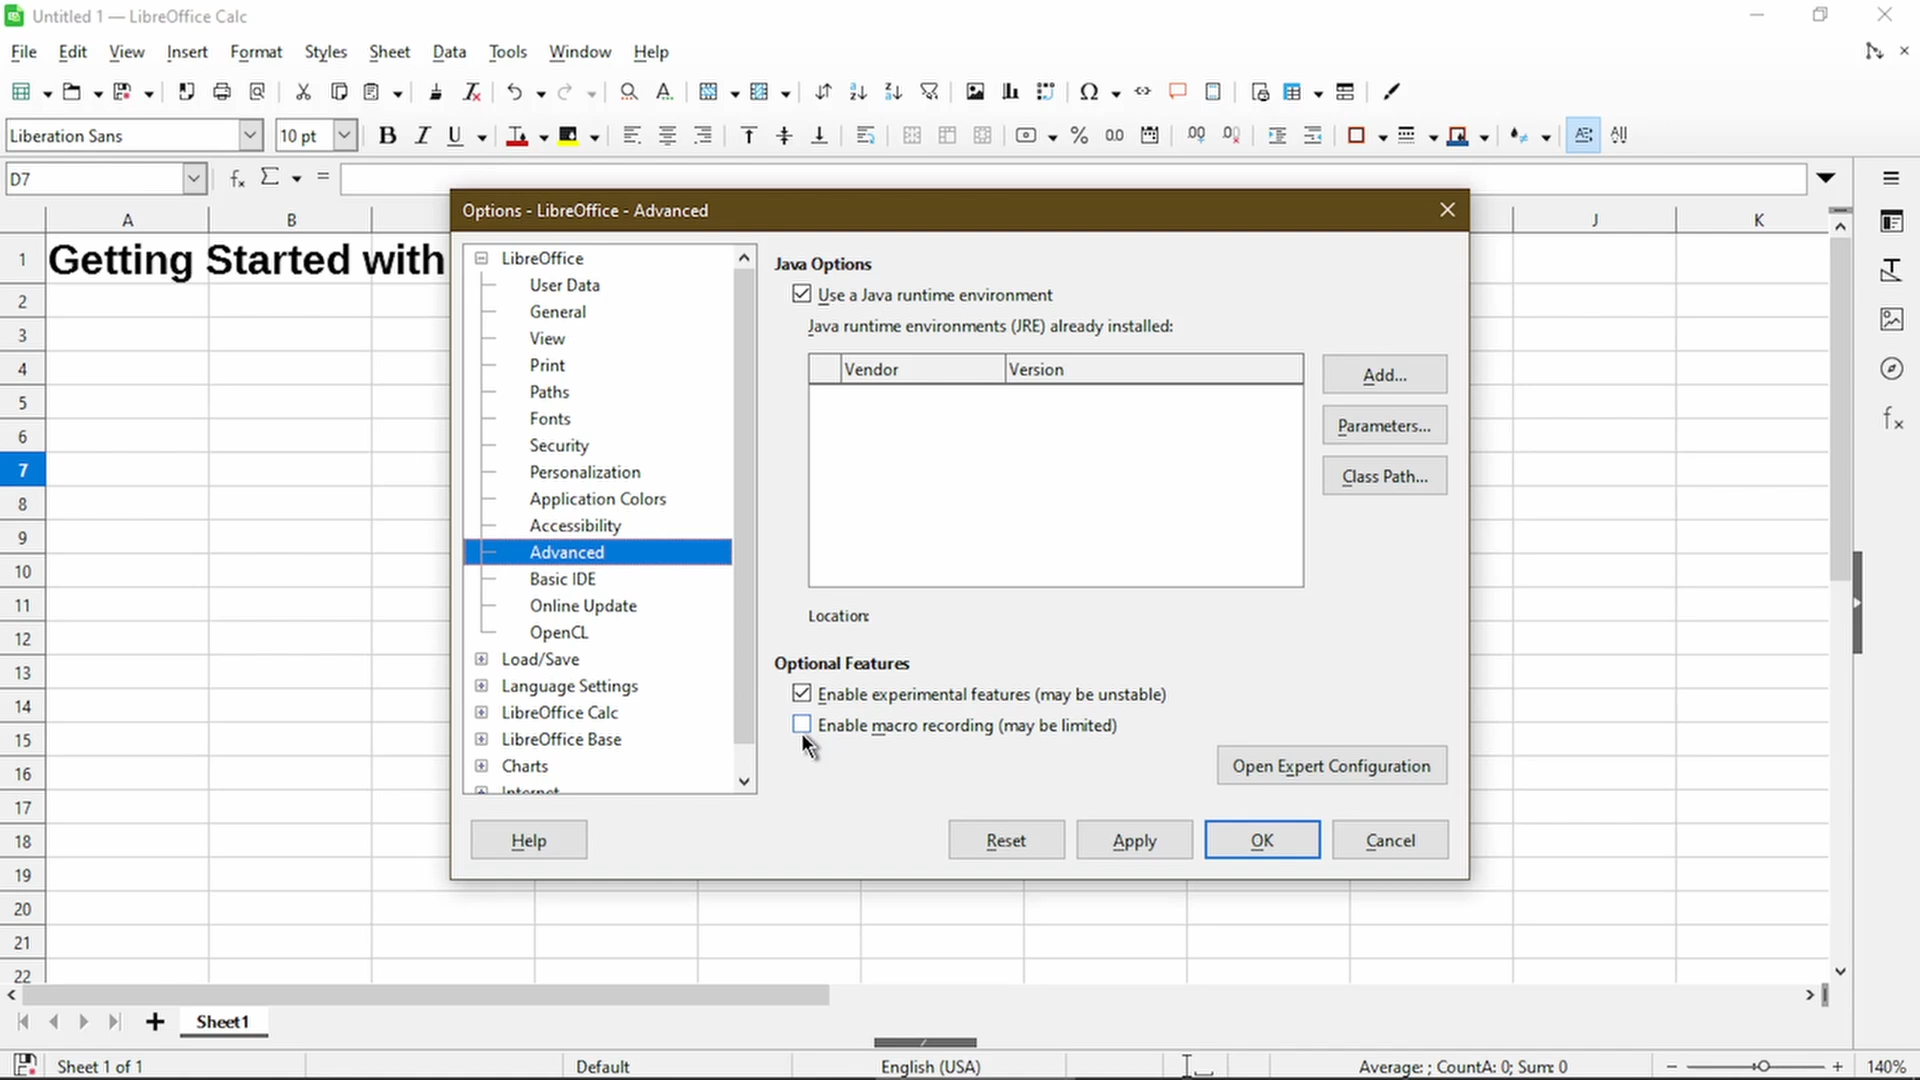 Untitled 1 — LibreOffice Calc
File Edit View Insert Format Styles Sheet Data Tools Window Help
Liberation Sans 10 pt
D7
A B J K
Getting Started with
1
2
3
4
5
6
7
8
9
10
11
12
13
14
15
16
17
18
19
20
21
22
Options - LibreOffice - Advanced
LibreOffice
User Data
General
View
Print
Paths
Fonts
Security
Personalization
Application Colors
Accessibility
Advanced
Basic IDE
Online Update
OpenCL
Load/Save
Language Settings
LibreOffice Calc
LibreOffice Base
Charts
Internet
Java Options
Use a Java runtime environment
Java runtime environments (JRE) already installed:
Vendor Version
Add...
Parameters...
Class Path...
Location:
Optional Features
Enable experimental features (may be unstable)
Enable macro recording (may be limited)
Open Expert Configuration
Help Reset Apply OK Cancel
Sheet1
Sheet 1 of 1 Default English (USA) Average: ; CountA: 0; Sum: 0 140%